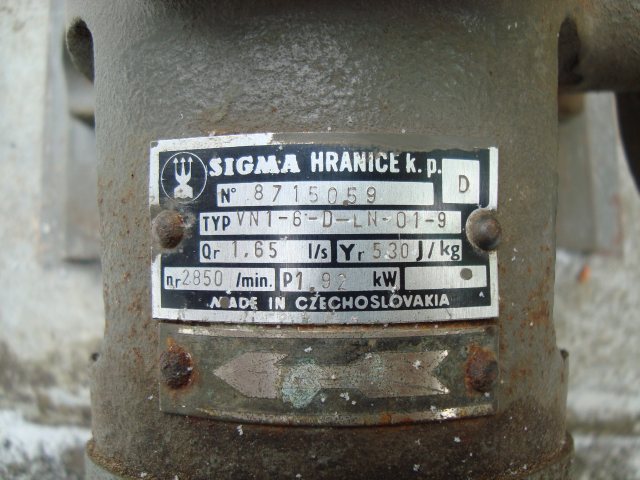 SIGMA HRANICE k. p.
N° 8715059 D
TYP VN1-6-D-LN-01-9
Qr 1,65 l/s Yr 530 J/kg
nr 2850 /min. P 1.92 kW
MADE IN CZECHOSLOVAKIA